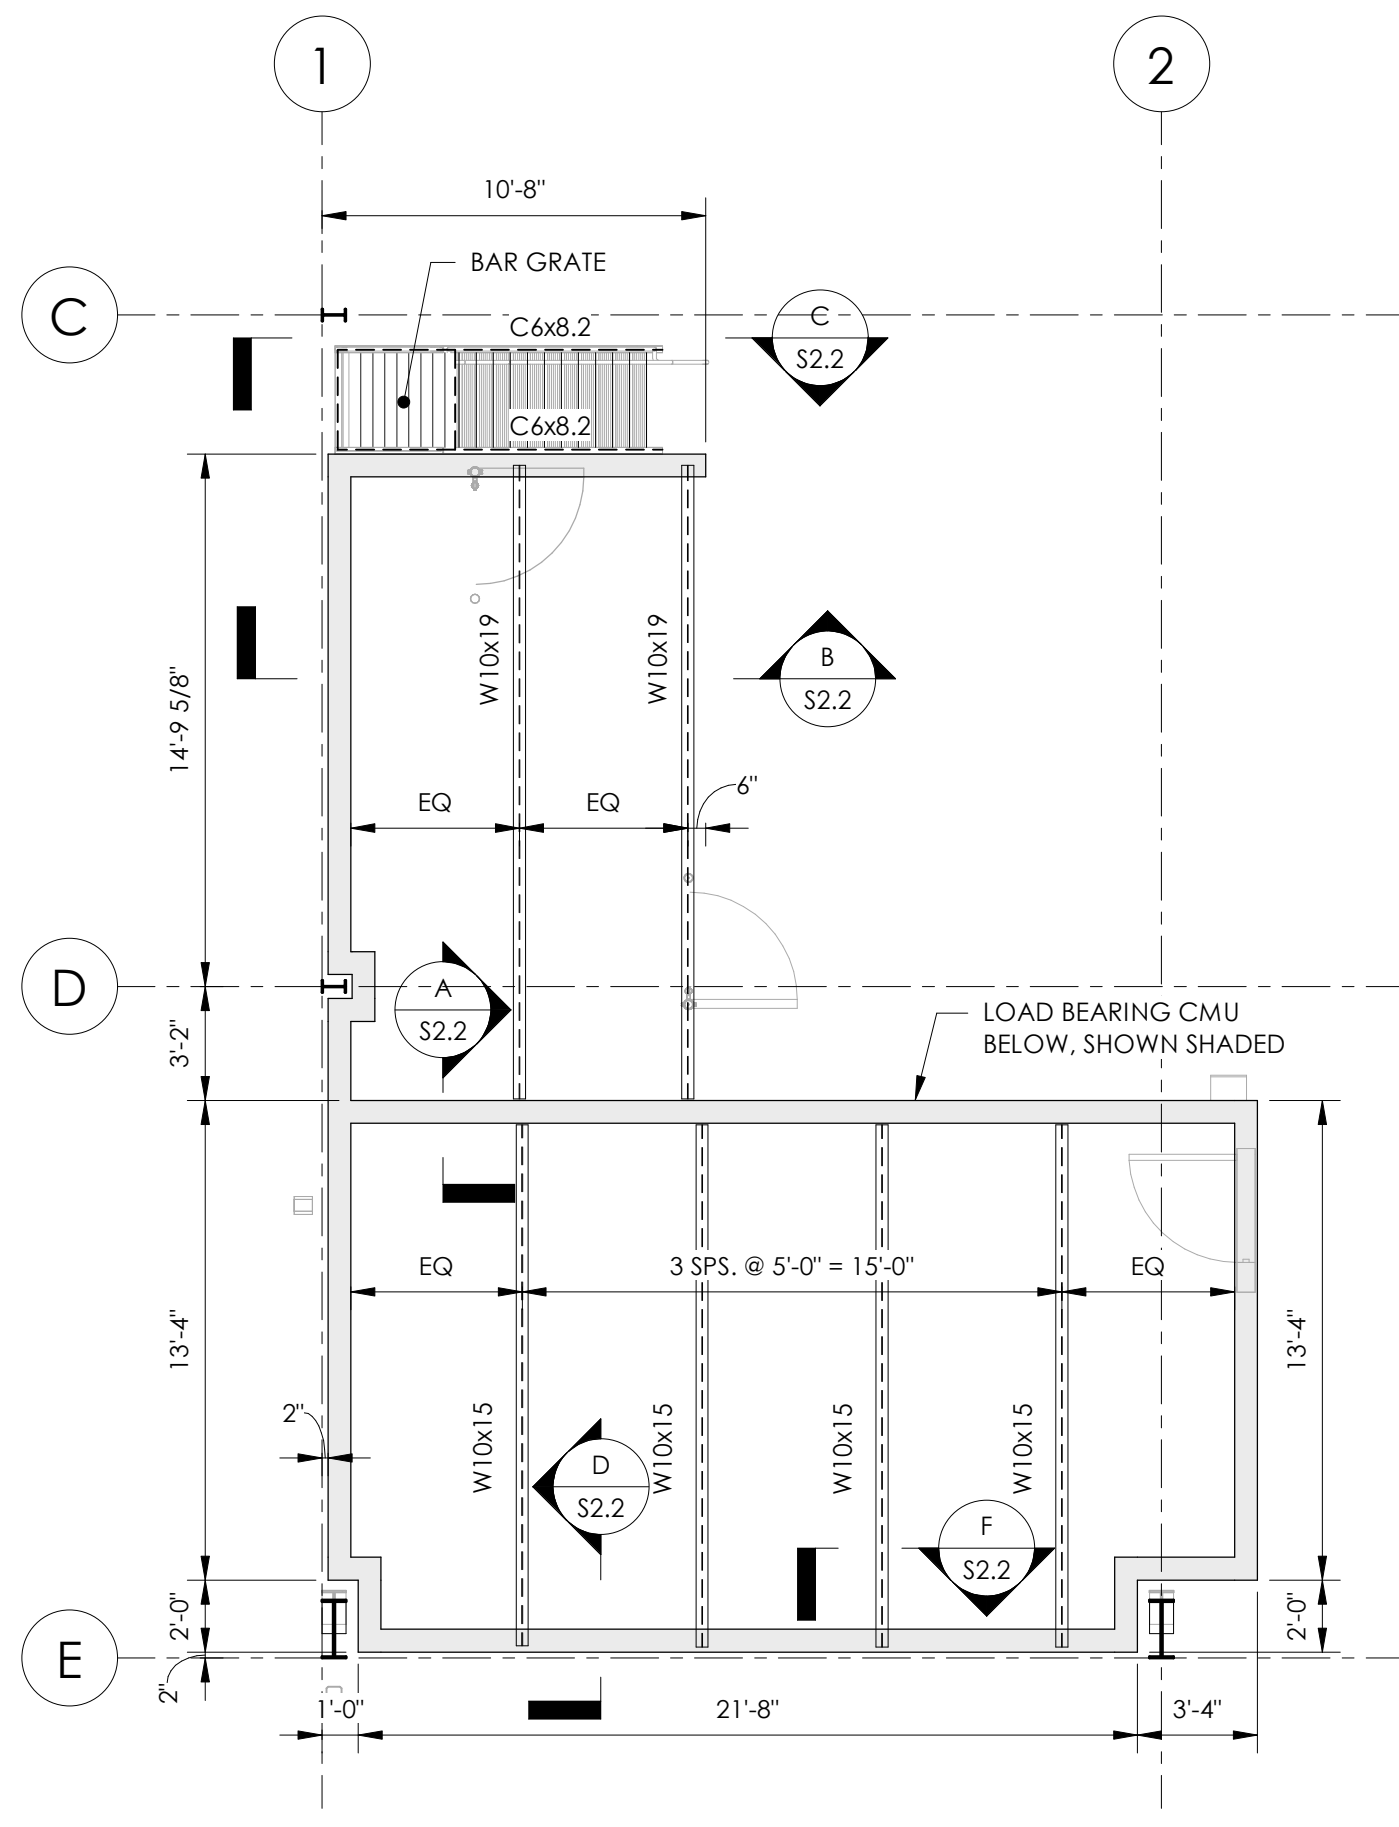 1
2
10'-8"
BAR GRATE
C
C6x8.2
C
S2.2
C6x8.2
W10x19
W10x19
B
S2.2
14'-9 5/8"
6"
EQ
EQ
D
A
S2.2
LOAD BEARING CMU
BELOW, SHOWN SHADED
3'-2"
EQ
3 SPS. @ 5'-0" = 15'-0"
EQ
13'-4"
13'-4"
2"
W10x15
W10x15
W10x15
W10x15
D
S2.2
F
S2.2
2'-0"
2'-0"
E
2"
1'-0"
21'-8"
3'-4"